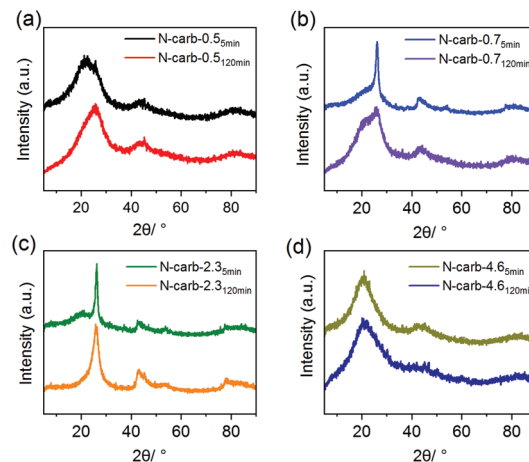 (a)
N-carb-0.5₅ₘᵢₙ
N-carb-0.5₁₂₀ₘᵢₙ
Intensity (a.u.)
20 40 60 80
2θ/ °
(b)
N-carb-0.7₅ₘᵢₙ
N-carb-0.7₁₂₀ₘᵢₙ
Intensity (a.u.)
20 40 60 80
2θ/ °
(c)
N-carb-2.3₅ₘᵢₙ
N-carb-2.3₁₂₀ₘᵢₙ
Intensity (a.u.)
20 40 60 80
2θ/ °
(d)
N-carb-4.6₅ₘᵢₙ
N-carb-4.6₁₂₀ₘᵢₙ
Intensity (a.u.)
20 40 60 80
2θ/ °